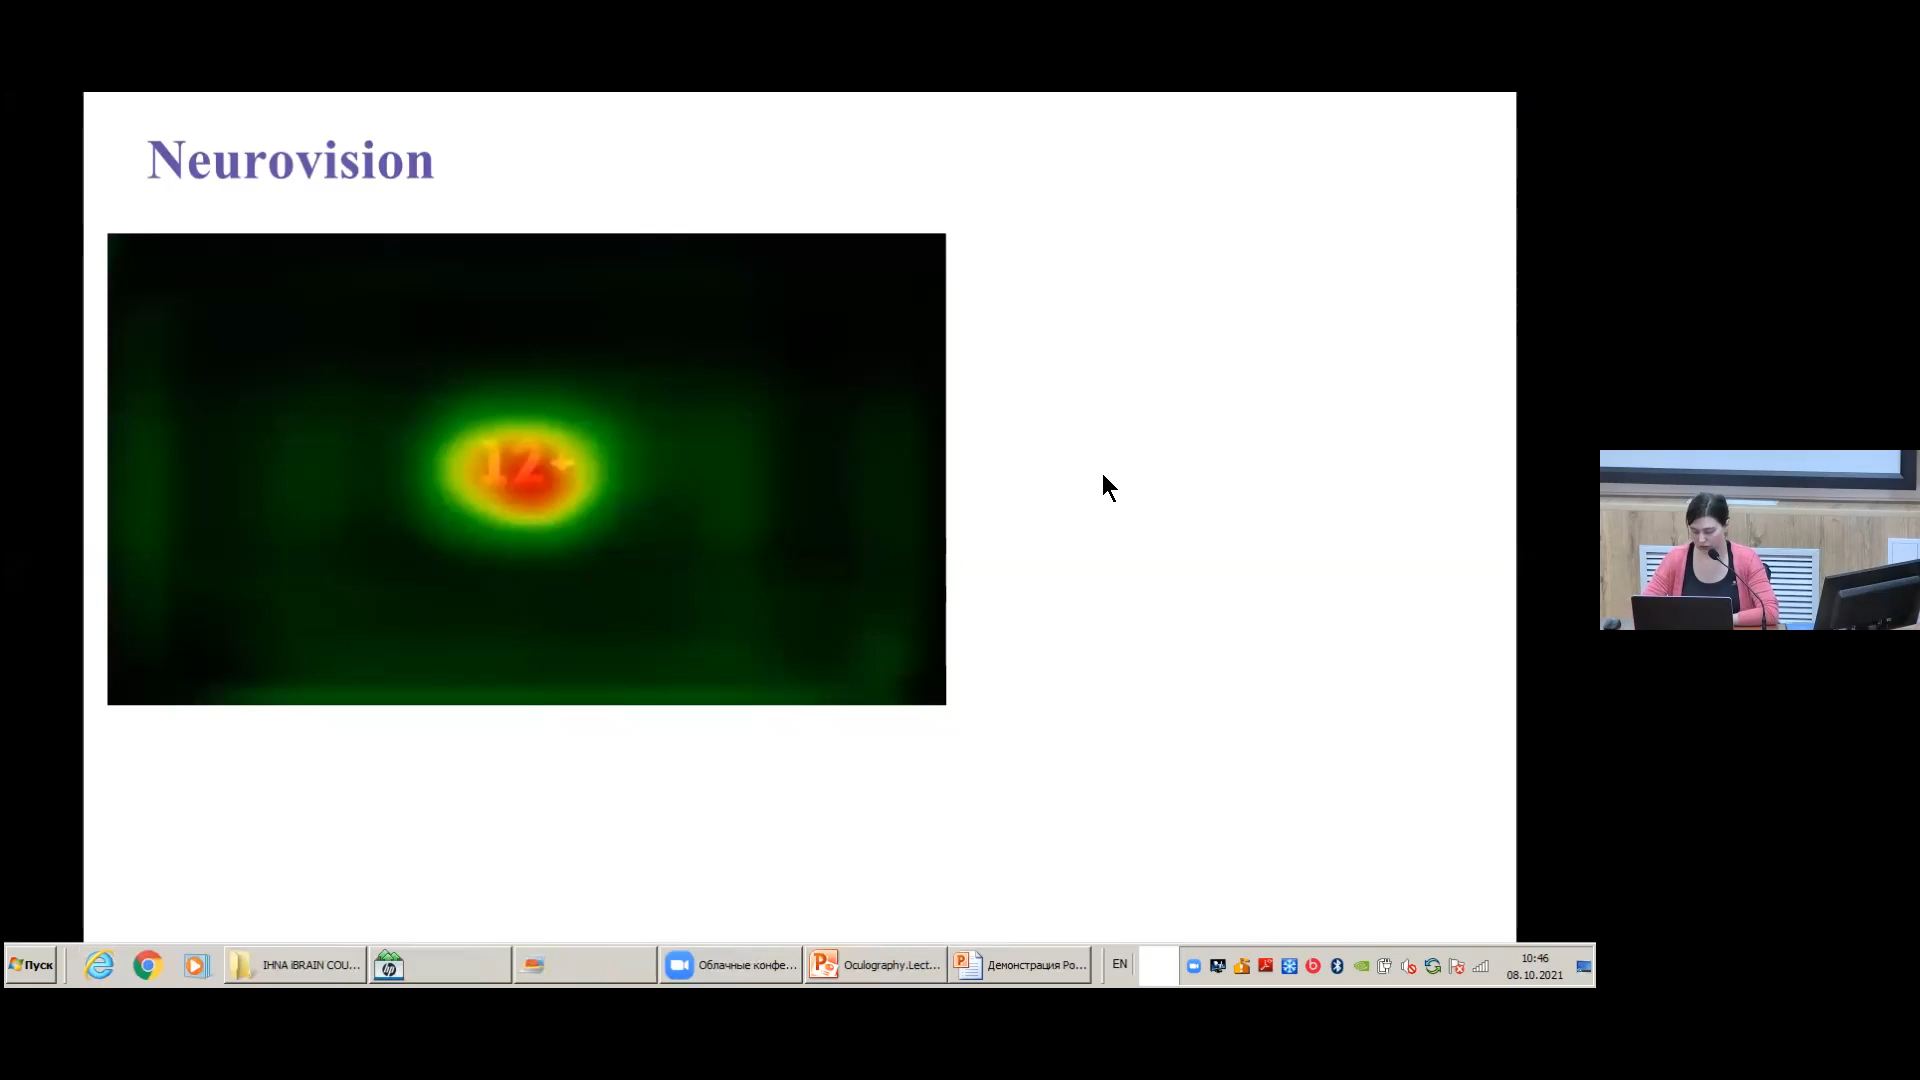 Neurovision
12+
Пуск
IHNA iBRAIN COU...
Облачные конфе...
Oculography.Lect...
Демонстрация Po...
EN
10:46
08.10.2021